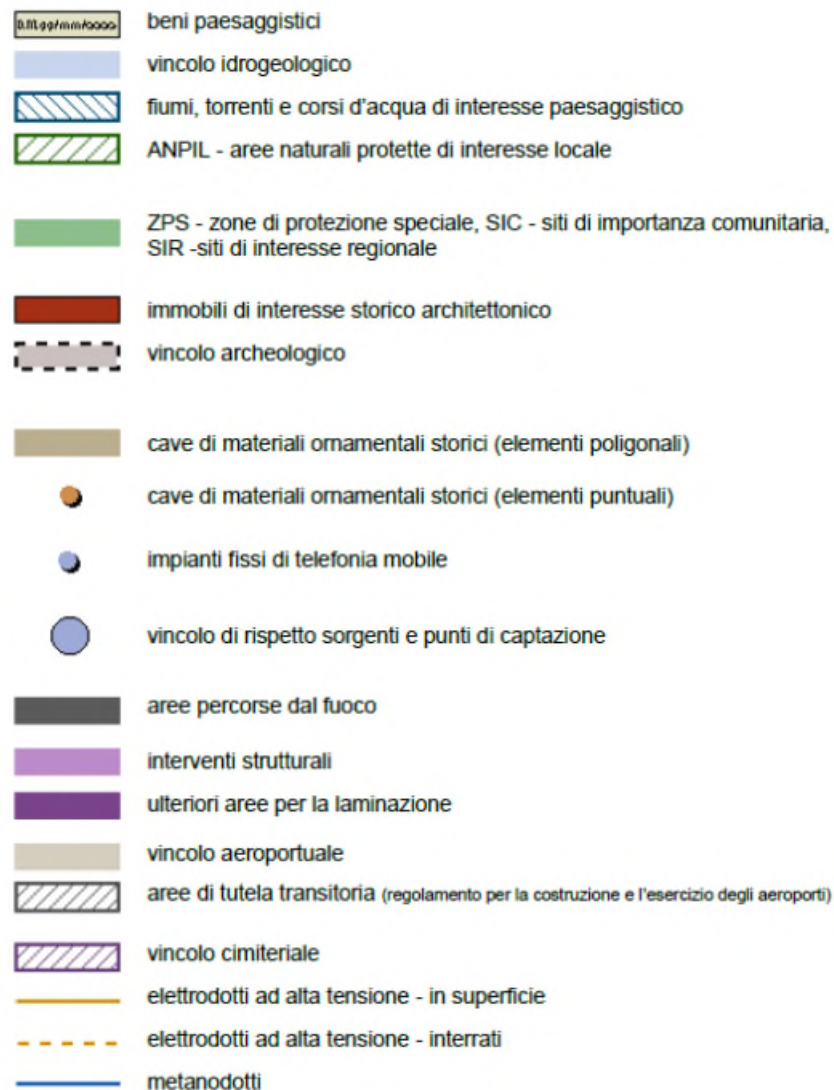 D.M.gg/mm/aaaa beni paesaggistici
vincolo idrogeologico
fiumi, torrenti e corsi d'acqua di interesse paesaggistico
ANPIL - aree naturali protette di interesse locale
ZPS - zone di protezione speciale, SIC - siti di importanza comunitaria,
SIR -siti di interesse regionale
immobili di interesse storico architettonico
vincolo archeologico
cave di materiali ornamentali storici (elementi poligonali)
cave di materiali ornamentali storici (elementi puntuali)
impianti fissi di telefonia mobile
vincolo di rispetto sorgenti e punti di captazione
aree percorse dal fuoco
interventi strutturali
ulteriori aree per la laminazione
vincolo aeroportuale
aree di tutela transitoria (regolamento per la costruzione e l'esercizio degli aeroporti)
vincolo cimiteriale
elettrodotti ad alta tensione - in superficie
elettrodotti ad alta tensione - interrati
metanodotti